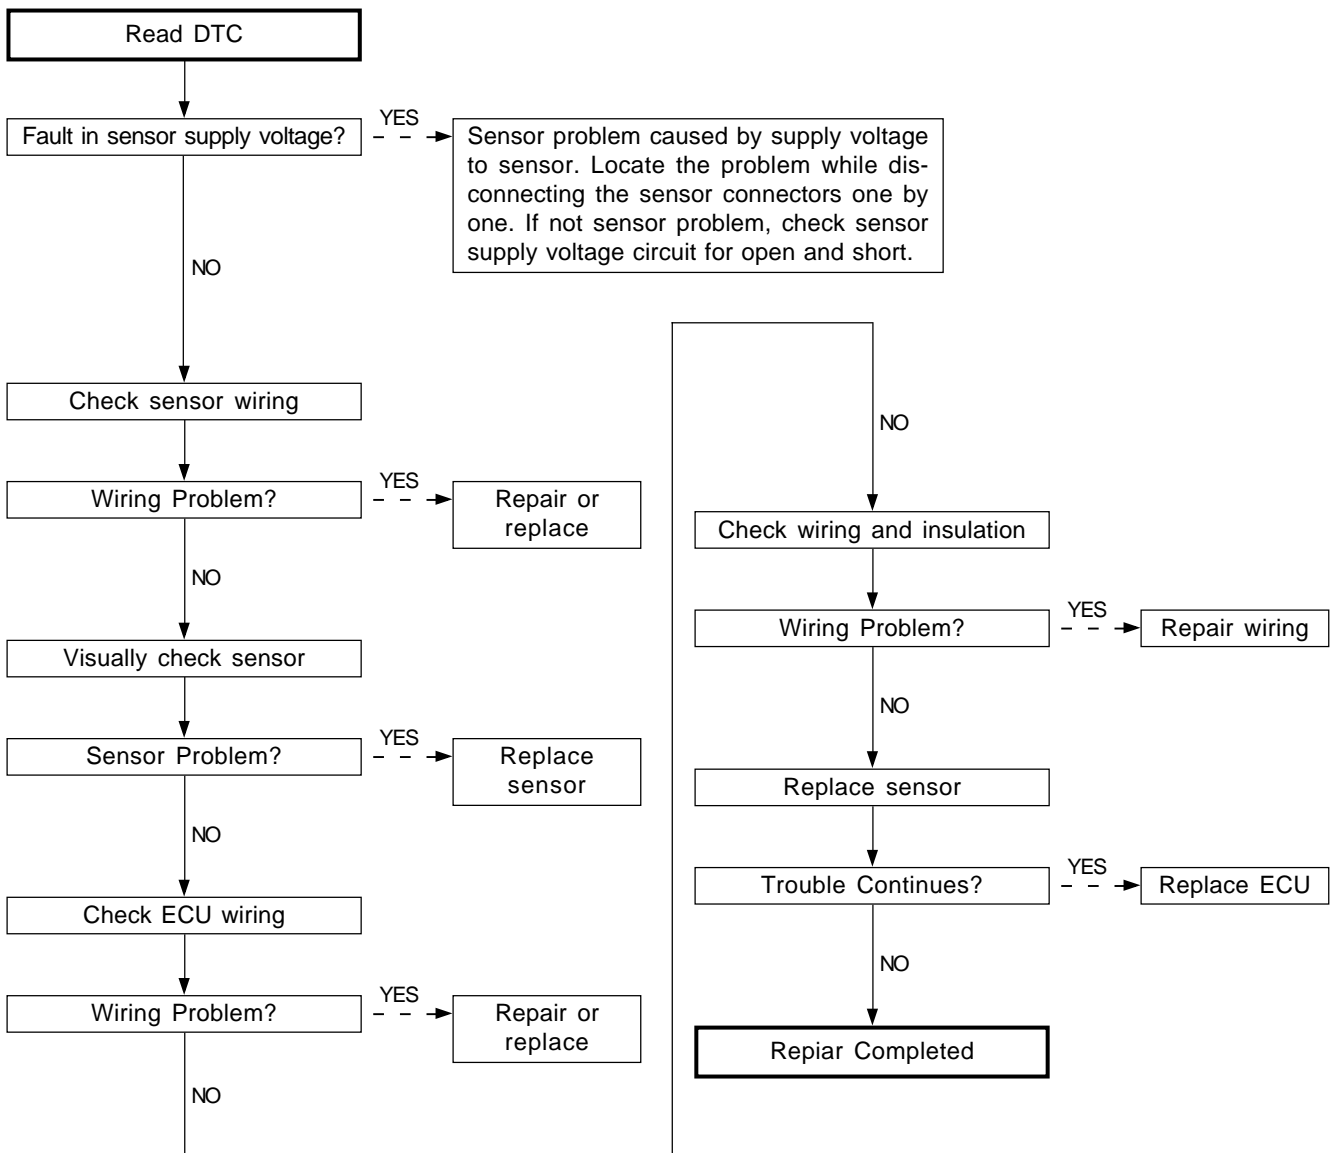 Read DTC
Fault in sensor supply voltage?
YES
Sensor problem caused by supply voltage
to sensor. Locate the problem while dis-
connecting the sensor connectors one by
one. If not sensor problem, check sensor
supply voltage circuit for open and short.
NO
Check sensor wiring
Wiring Problem?
YES
Repair or
replace
NO
Visually check sensor
Sensor Problem?
YES
Replace
sensor
NO
Check ECU wiring
Wiring Problem?
YES
Repair or
replace
NO
NO
Check wiring and insulation
Wiring Problem?
YES
Repair wiring
NO
Replace sensor
Trouble Continues?
YES
Replace ECU
NO
Repiar Completed